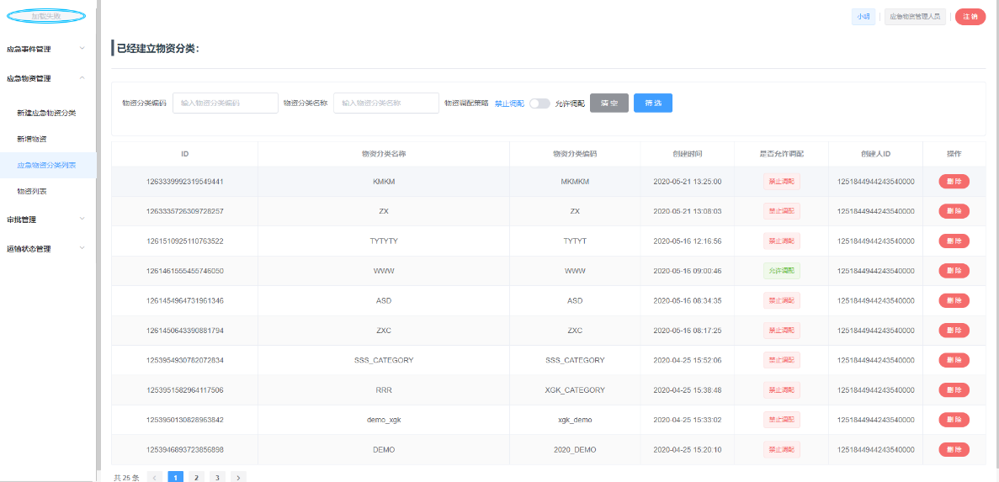 加载失败
小明
应急物资管理人员
注 销
应急事件管理
应急物资管理
新建应急物资分类
新增物资
应急物资分类列表
物资列表
审批管理
运输状态管理
已经建立物资分类：
物资分类编码 输入物资分类编码 物资分类名称 输入物资分类名称 物资调配策略 禁止调配 允许调配 清 空 筛 选
ID 物资分类名称 物资分类编码 创建时间 是否允许调配 创建人ID 操作
1263339992319549441 KMKM MKMKM 2020-05-21 13:25:00 禁止调配 1251844944243540000 删 除
1263335726309728257 ZX ZX 2020-05-21 13:08:03 禁止调配 1251844944243540000 删 除
1261510925110763522 TYTYTY TYTYT 2020-05-16 12:16:56 禁止调配 1251844944243540000 删 除
1261461555455746050 WWW WWW 2020-05-16 09:00:46 允许调配 1251844944243540000 删 除
1261454964731961346 ASD ASD 2020-05-16 08:34:35 禁止调配 1251844944243540000 删 除
1261450643390881794 ZXC ZXC 2020-05-16 08:17:25 禁止调配 1251844944243540000 删 除
1253954930782072834 SSS_CATEGORY SSS_CATEGORY 2020-04-25 15:52:06 禁止调配 1251844944243540000 删 除
1253951582964117506 RRR XGK_CATEGORY 2020-04-25 15:38:48 禁止调配 1251844944243540000 删 除
1253950130828963842 demo_xgk xgk_demo 2020-04-25 15:33:02 禁止调配 1251844944243540000 删 除
1253946893723856898 DEMO 2020_DEMO 2020-04-25 15:20:10 禁止调配 1251844944243540000 删 除
共 25 条 1 2 3